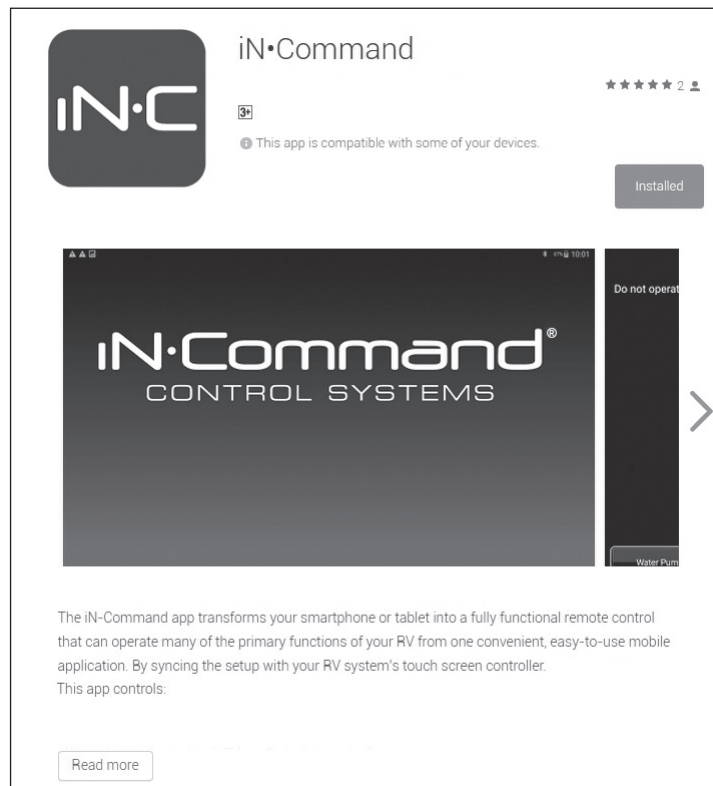 iN•Command
iN·C
2
3+
This app is compatible with some of your devices.
Installed
10:01
iN·Command®
CONTROL SYSTEMS
Do not operat
Water Pum
The iN-Command app transforms your smartphone or tablet into a fully functional remote control
that can operate many of the primary functions of your RV from one convenient, easy-to-use mobile
application. By syncing the setup with your RV system's touch screen controller.
This app controls:
Read more